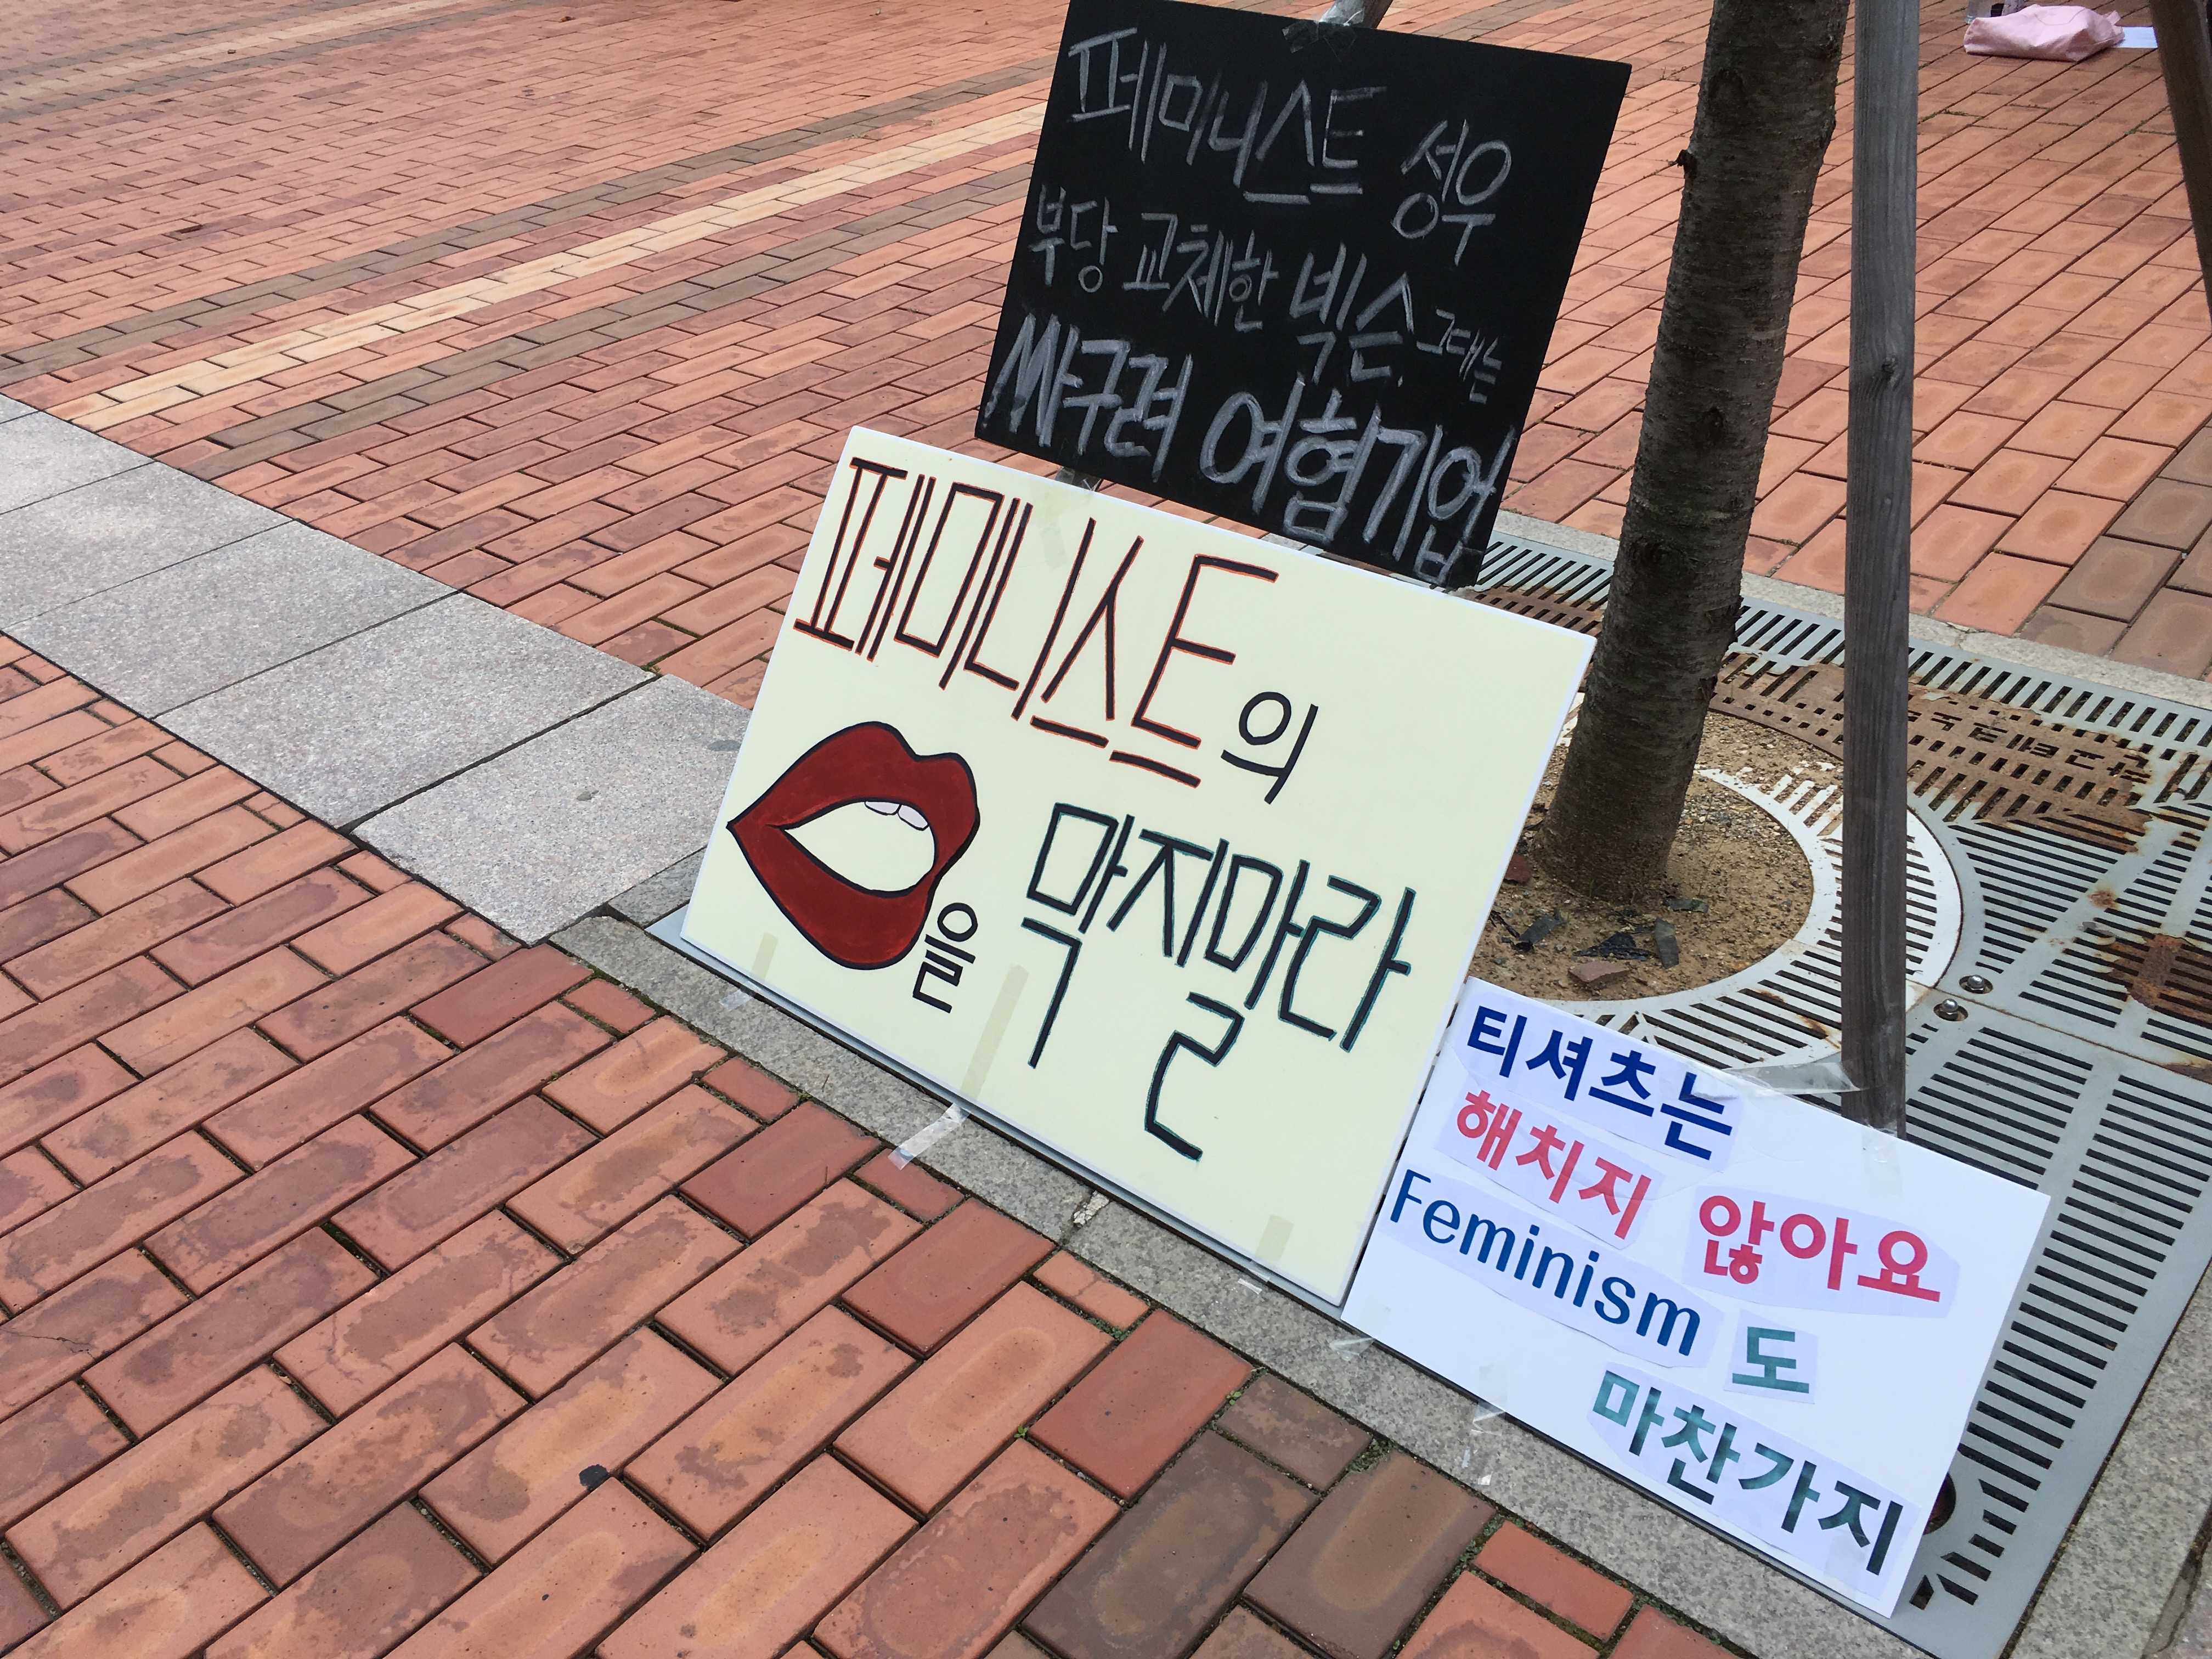 페미니스트 성우
부당 교체한 넥슨, 그대는
싸구려 여혐기업
페미니스트의
을 막지말라
티셔츠는
해치지 않아요
Feminism 도
마찬가지